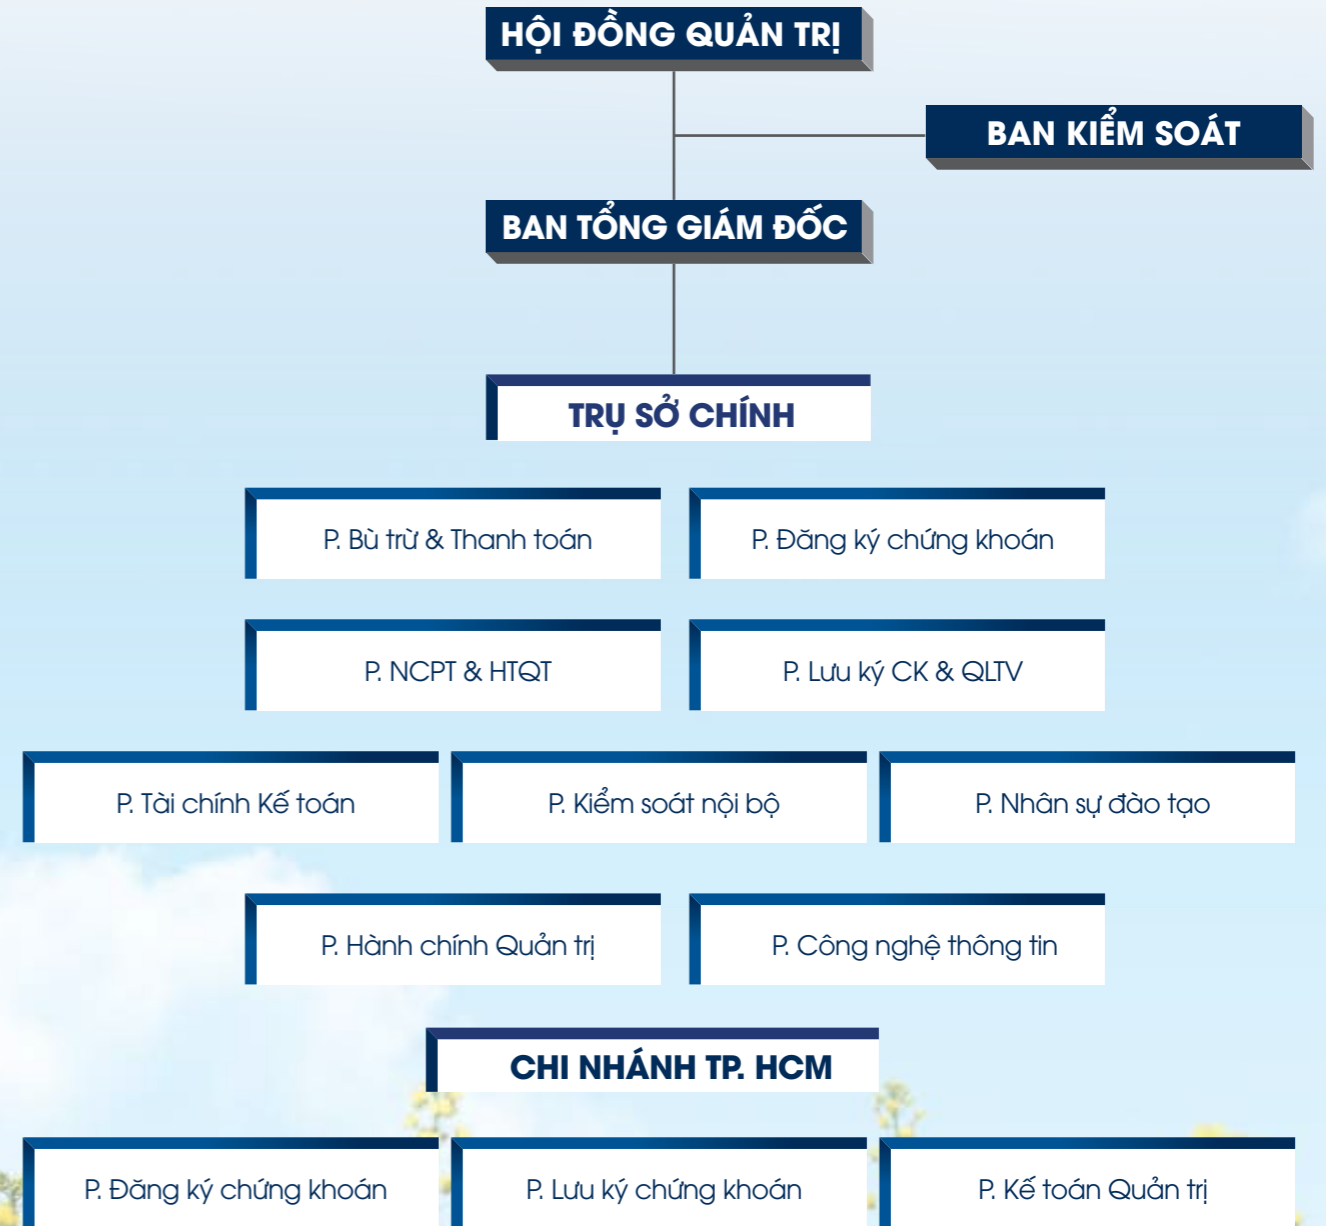 HỘI ĐỒNG QUẢN TRỊ
BAN KIỂM SOÁT
BAN TỔNG GIÁM ĐỐC
TRỤ SỞ CHÍNH
P. Bù trừ & Thanh toán
P. Đăng ký chứng khoán
P. NCPT & HTQT
P. Lưu ký CK & QLTV
P. Tài chính Kế toán
P. Kiểm soát nội bộ
P. Nhân sự đào tạo
P. Hành chính Quản trị
P. Công nghệ thông tin
CHI NHÁNH TP. HCM
P. Đăng ký chứng khoán
P. Lưu ký chứng khoán
P. Kế toán Quản trị